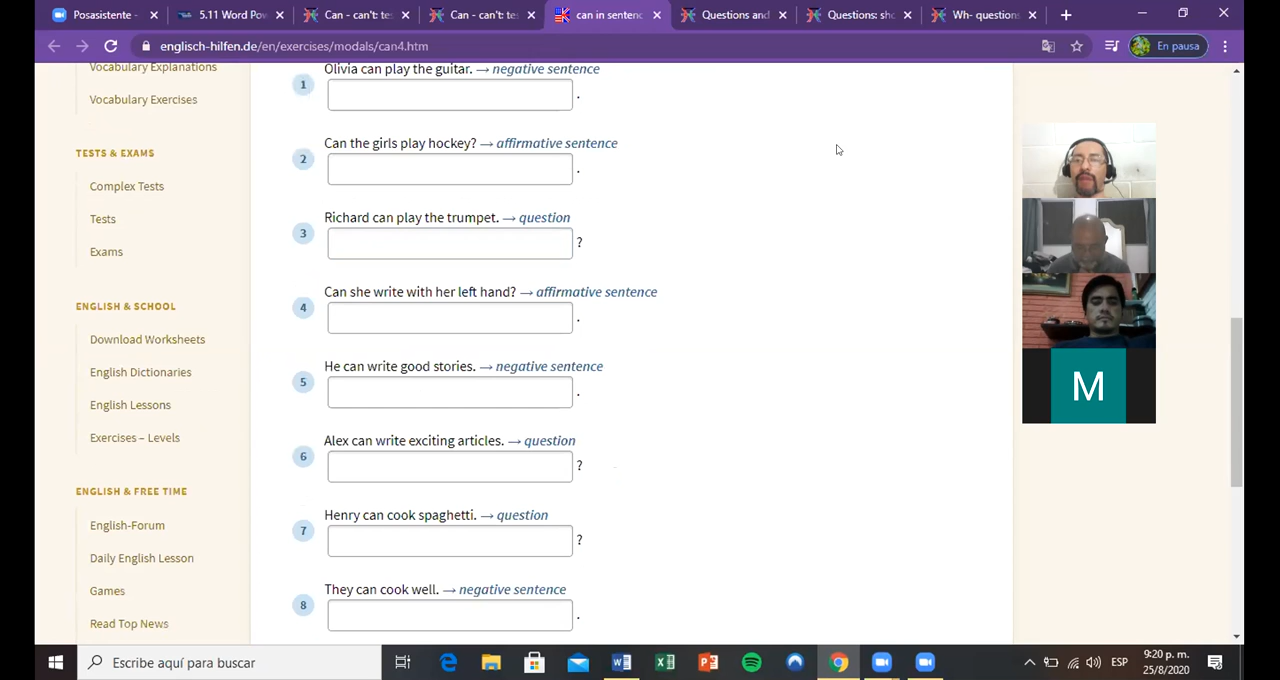 Posasistente -
5.11 Word Pow
Can - can't: tes
Can - can't: tes
can in sentenc
Questions and
Questions: sho
Wh- questions
englisch-hilfen.de/en/exercises/modals/can4.htm
En pausa
Vocabulary Explanations
Vocabulary Exercises
TESTS & EXAMS
Complex Tests
Tests
Exams
ENGLISH & SCHOOL
Download Worksheets
English Dictionaries
English Lessons
Exercises – Levels
ENGLISH & FREE TIME
English-Forum
Daily English Lesson
Games
Read Top News
1 Olivia can play the guitar. → negative sentence
.
2 Can the girls play hockey? → affirmative sentence
.
3 Richard can play the trumpet. → question
?
4 Can she write with her left hand? → affirmative sentence
.
5 He can write good stories. → negative sentence
.
6 Alex can write exciting articles. → question
?
7 Henry can cook spaghetti. → question
?
8 They can cook well. → negative sentence
.
M
Escribe aquí para buscar
ESP
9:20 p. m.
25/8/2020